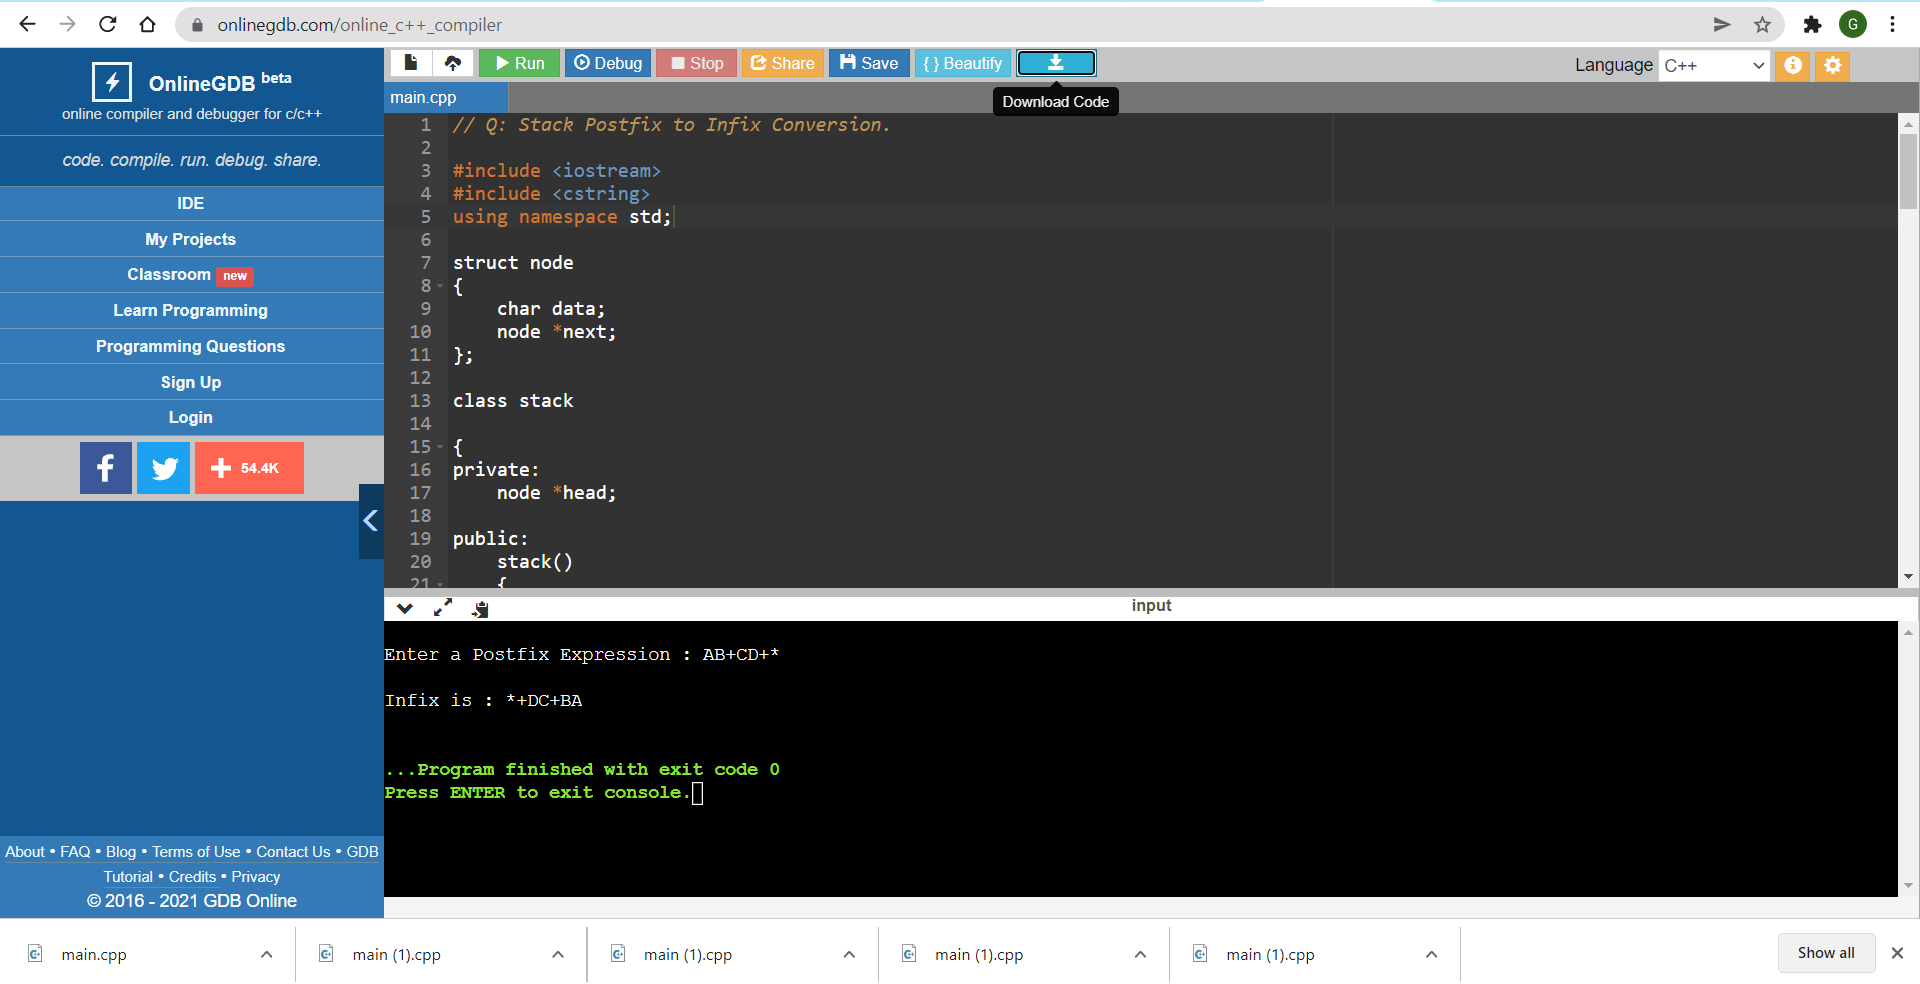 onlinegdb.com/online_c++_compiler
G
OnlineGDB beta
online compiler and debugger for c/c++
code. compile. run. debug. share.
IDE
My Projects
Classroom new
Learn Programming
Programming Questions
Sign Up
Login
f
54.4K
About • FAQ • Blog • Terms of Use • Contact Us • GDB
Tutorial • Credits • Privacy
© 2016 - 2021 GDB Online
Run Debug Stop Share Save { } Beautify
Language C++
Download Code
main.cpp
1 // Q: Stack Postfix to Infix Conversion.
2
3 #include <iostream>
4 #include <cstring>
5 using namespace std;
6
7 struct node
8 {
9 char data;
10 node *next;
11 };
12
13 class stack
14
15 {
16 private:
17 node *head;
18
19 public:
20 stack()
21 {
input
Enter a Postfix Expression : AB+CD+*
Infix is : *+DC+BA
...Program finished with exit code 0
Press ENTER to exit console.
main.cpp
main (1).cpp
main (1).cpp
main (1).cpp
main (1).cpp
Show all